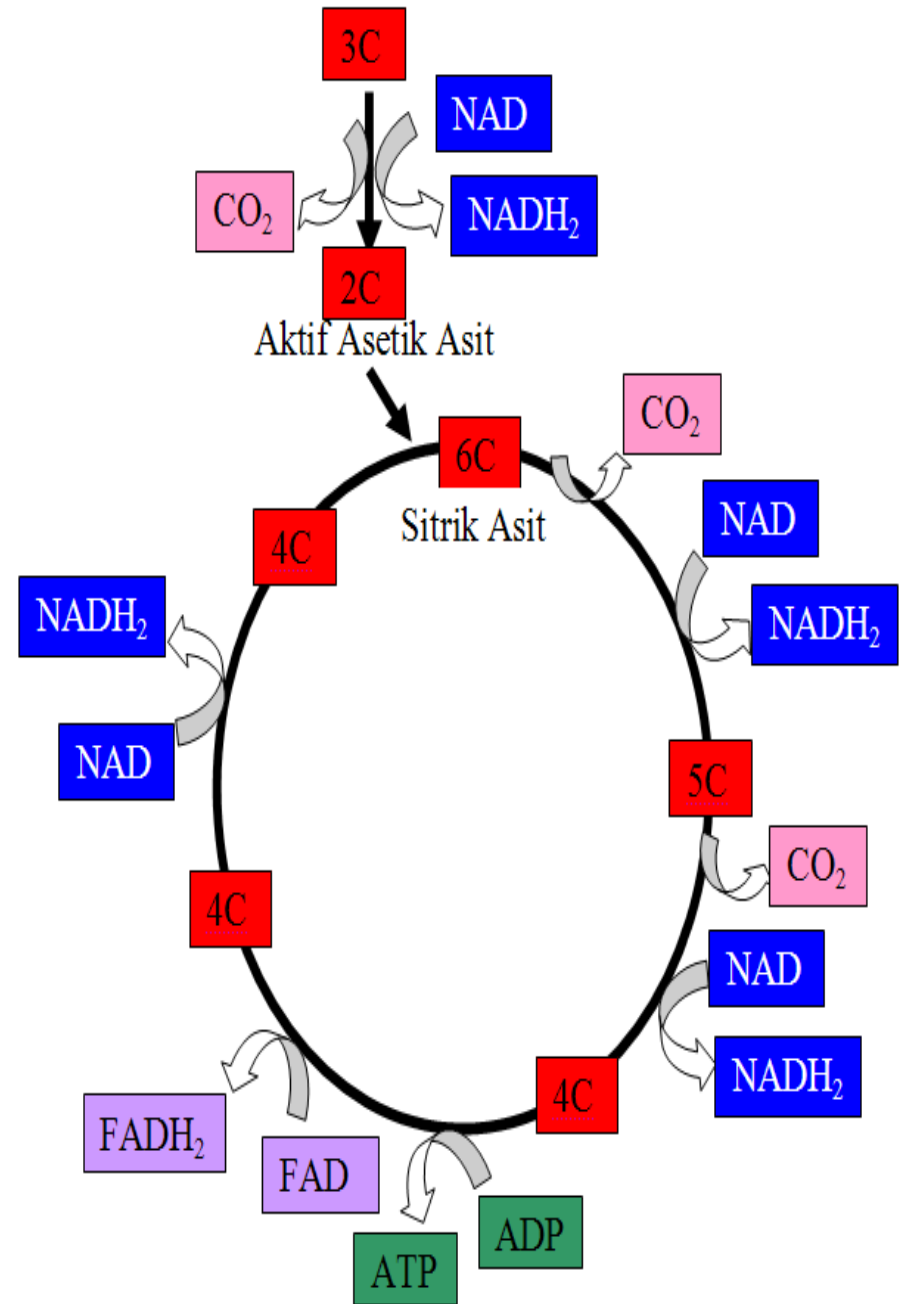 3C
NAD
CO₂
NADH₂
2C
Aktif Asetik Asit
CO₂
6C
Sitrik Asit
NAD
4C
NADH₂
NADH₂
NAD
5C
CO₂
4C
NAD
NADH₂
4C
FADH₂
FAD
ADP
ATP